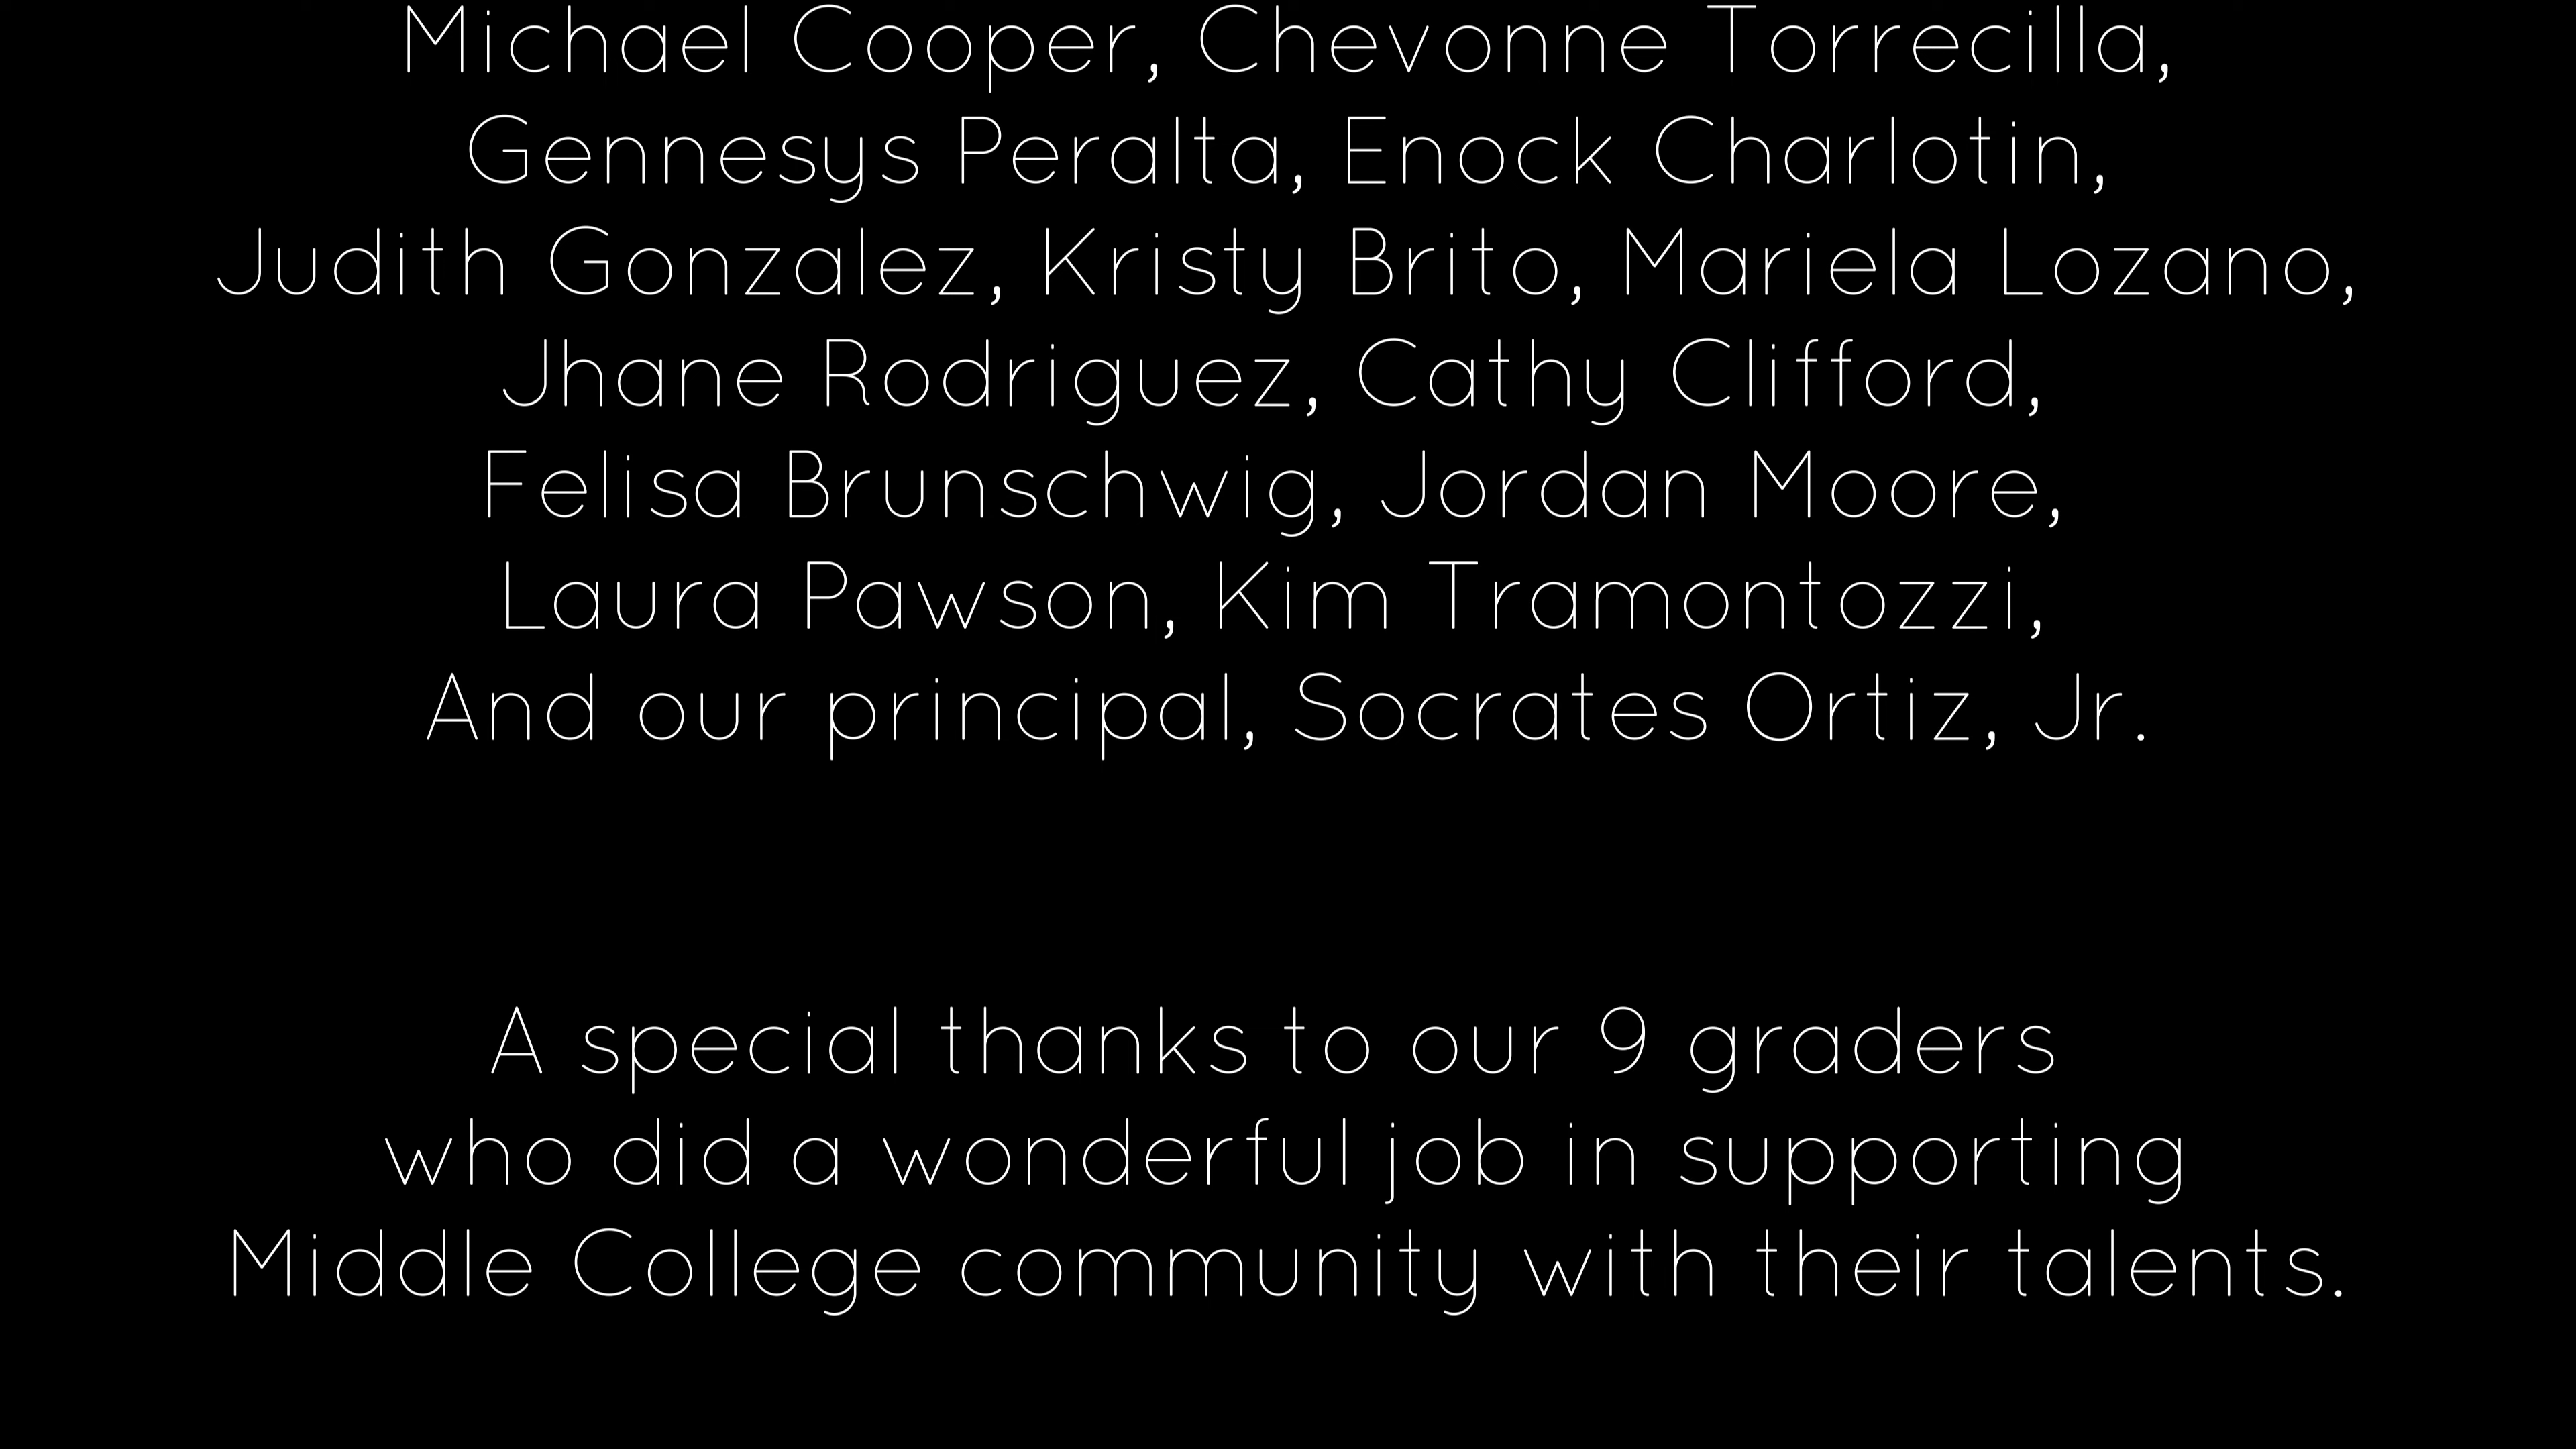 Michael Cooper, Chevonne Torrecilla,
Gennesys Peralta, Enock Charlotin,
Judith Gonzalez, Kristy Brito, Mariela Lozano,
Jhane Rodriguez, Cathy Clifford,
Felisa Brunschwig, Jordan Moore,
Laura Pawson, Kim Tramontozzi,
And our principal, Socrates Ortiz, Jr.
A special thanks to our 9 graders
who did a wonderful job in supporting
Middle College community with their talents.